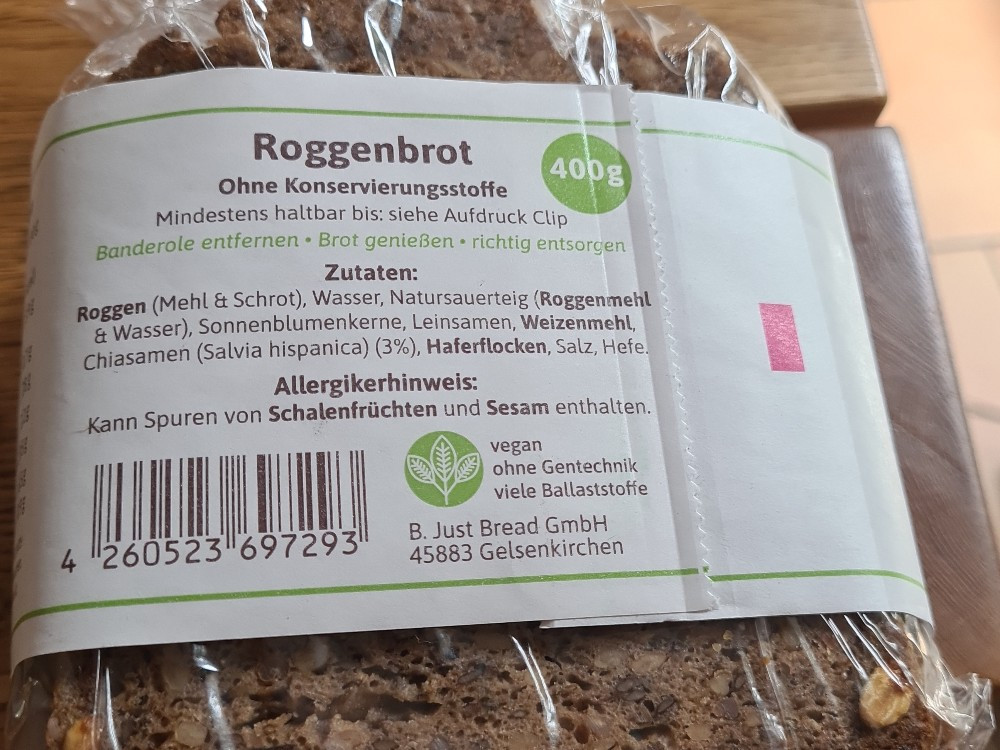 Roggenbrot
400g
Ohne Konservierungsstoffe
Mindestens haltbar bis: siehe Aufdruck Clip
Banderole entfernen • Brot genießen • richtig entsorgen
Zutaten:
Roggen (Mehl & Schrot), Wasser, Natursauerteig (Roggenmehl
& Wasser), Sonnenblumenkerne, Leinsamen, Weizenmehl,
Chiasamen (Salvia hispanica) (3%), Haferflocken, Salz, Hefe.
Allergikerhinweis:
Kann Spuren von Schalenfrüchten und Sesam enthalten.
vegan
ohne Gentechnik
viele Ballaststoffe
B. Just Bread GmbH
45883 Gelsenkirchen
4 260523 697293